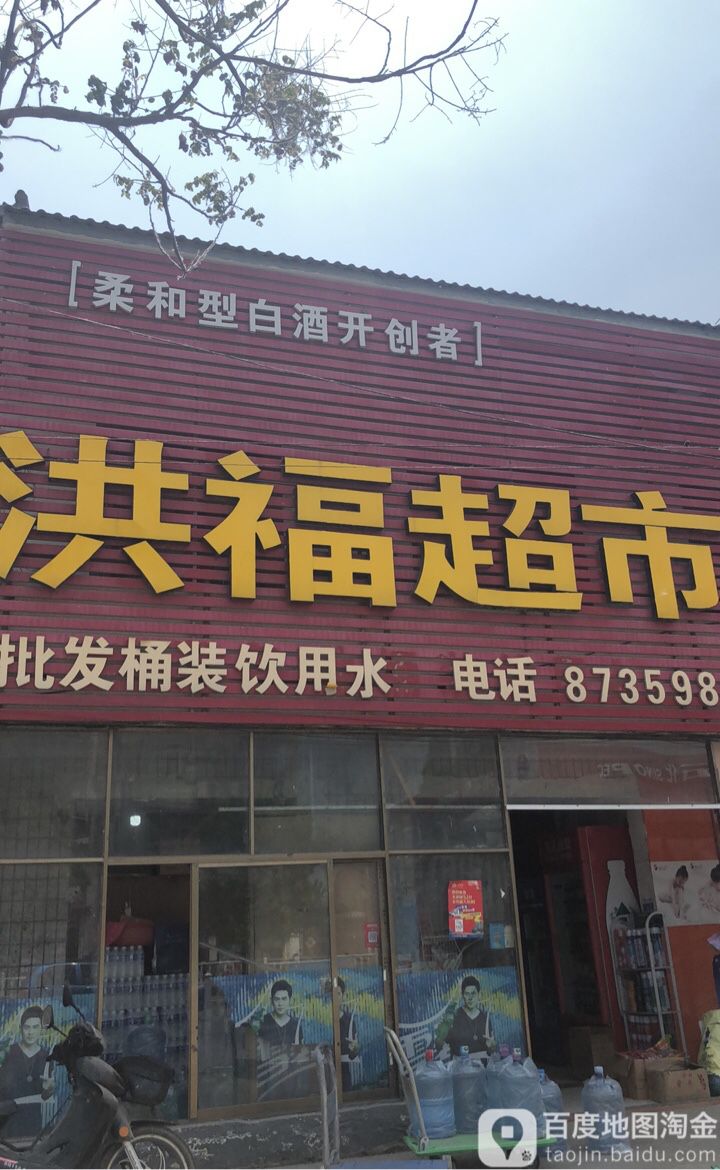 [柔和型白酒开创者]
洪福超市
批发桶装饮用水 电话 873598
百度地图淘金
taojin.baidu.com